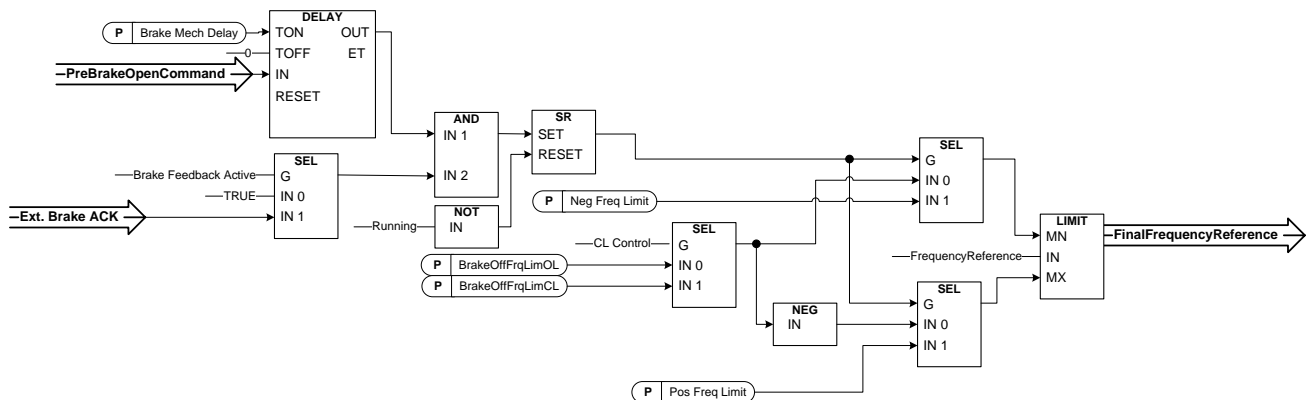 DELAY
P Brake Mech Delay
TON OUT
0 TOFF ET
PreBrakeOpenCommand
IN
RESET
AND
IN 1
IN 2
SR
SET
RESET
SEL
Brake Feedback Active
G
TRUE
IN 0
Ext. Brake ACK
IN 1
Running
NOT
IN
P Neg Freq Limit
SEL
G
IN 0
IN 1
SEL
CL Control
G
P BrakeOffFrqLimOL
IN 0
P BrakeOffFrqLimCL
IN 1
LIMIT
MN
FinalFrequencyReference
FrequencyReference
IN
MX
NEG
IN
SEL
G
IN 0
IN 1
P Pos Freq Limit